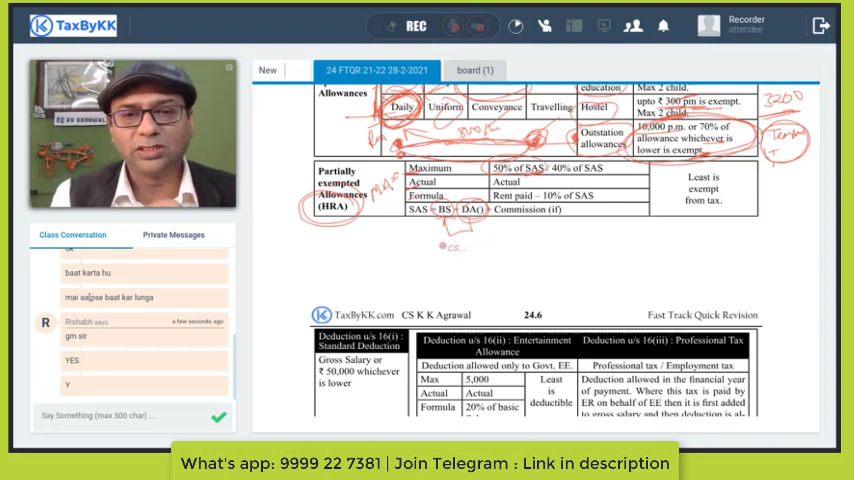 TaxByKK
REC
Recorder
attendee
New
24 FTQR 21-22 28-2-2021
board (1)
Allowances
Daily
Uniform
Conveyance
Travelling
education
Max 2 child.
Hostel
upto ₹ 300 pm is exempt.
Max 2 child.
Outstation
allowances
10,000 p.m. or 70% of
allowance whichever is
lower is exempt.
3200
Partially
exempted
Allowances
(HRA)
MAF
Maximum
50% of SAS / 40% of SAS
Actual
Actual
Formula
Rent paid – 10% of SAS
SAS = BS + DA() + Commission (if)
Least is
exempt
from tax.
cs...
TaxByKK.com CS K K Agrawal
24.6
Fast Track Quick Revision
Deduction u/s 16(i) :
Standard Deduction
Gross Salary or
₹ 50,000 whichever
is lower
Deduction u/s 16(ii) : Entertainment
Allowance
Deduction allowed only to Govt. EE.
Max
5,000
Actual
Actual
Formula
20% of basic
Least
is
deductible
Deduction u/s 16(iii) : Professional Tax
Professional tax / Employment tax
Deduction allowed in the financial year
of payment. Where this tax is paid by
ER on behalf of EE then it is first added
to gross salary and then deduction is al-
Class Conversation
Private Messages
baat karta hu
mai aa[pse baat kar lunga
R
Rishabh says:
a few seconds ago
gm sir
YES
Y
Say Something (max 500 char) ...
What's app: 9999 22 7381 | Join Telegram : Link in description